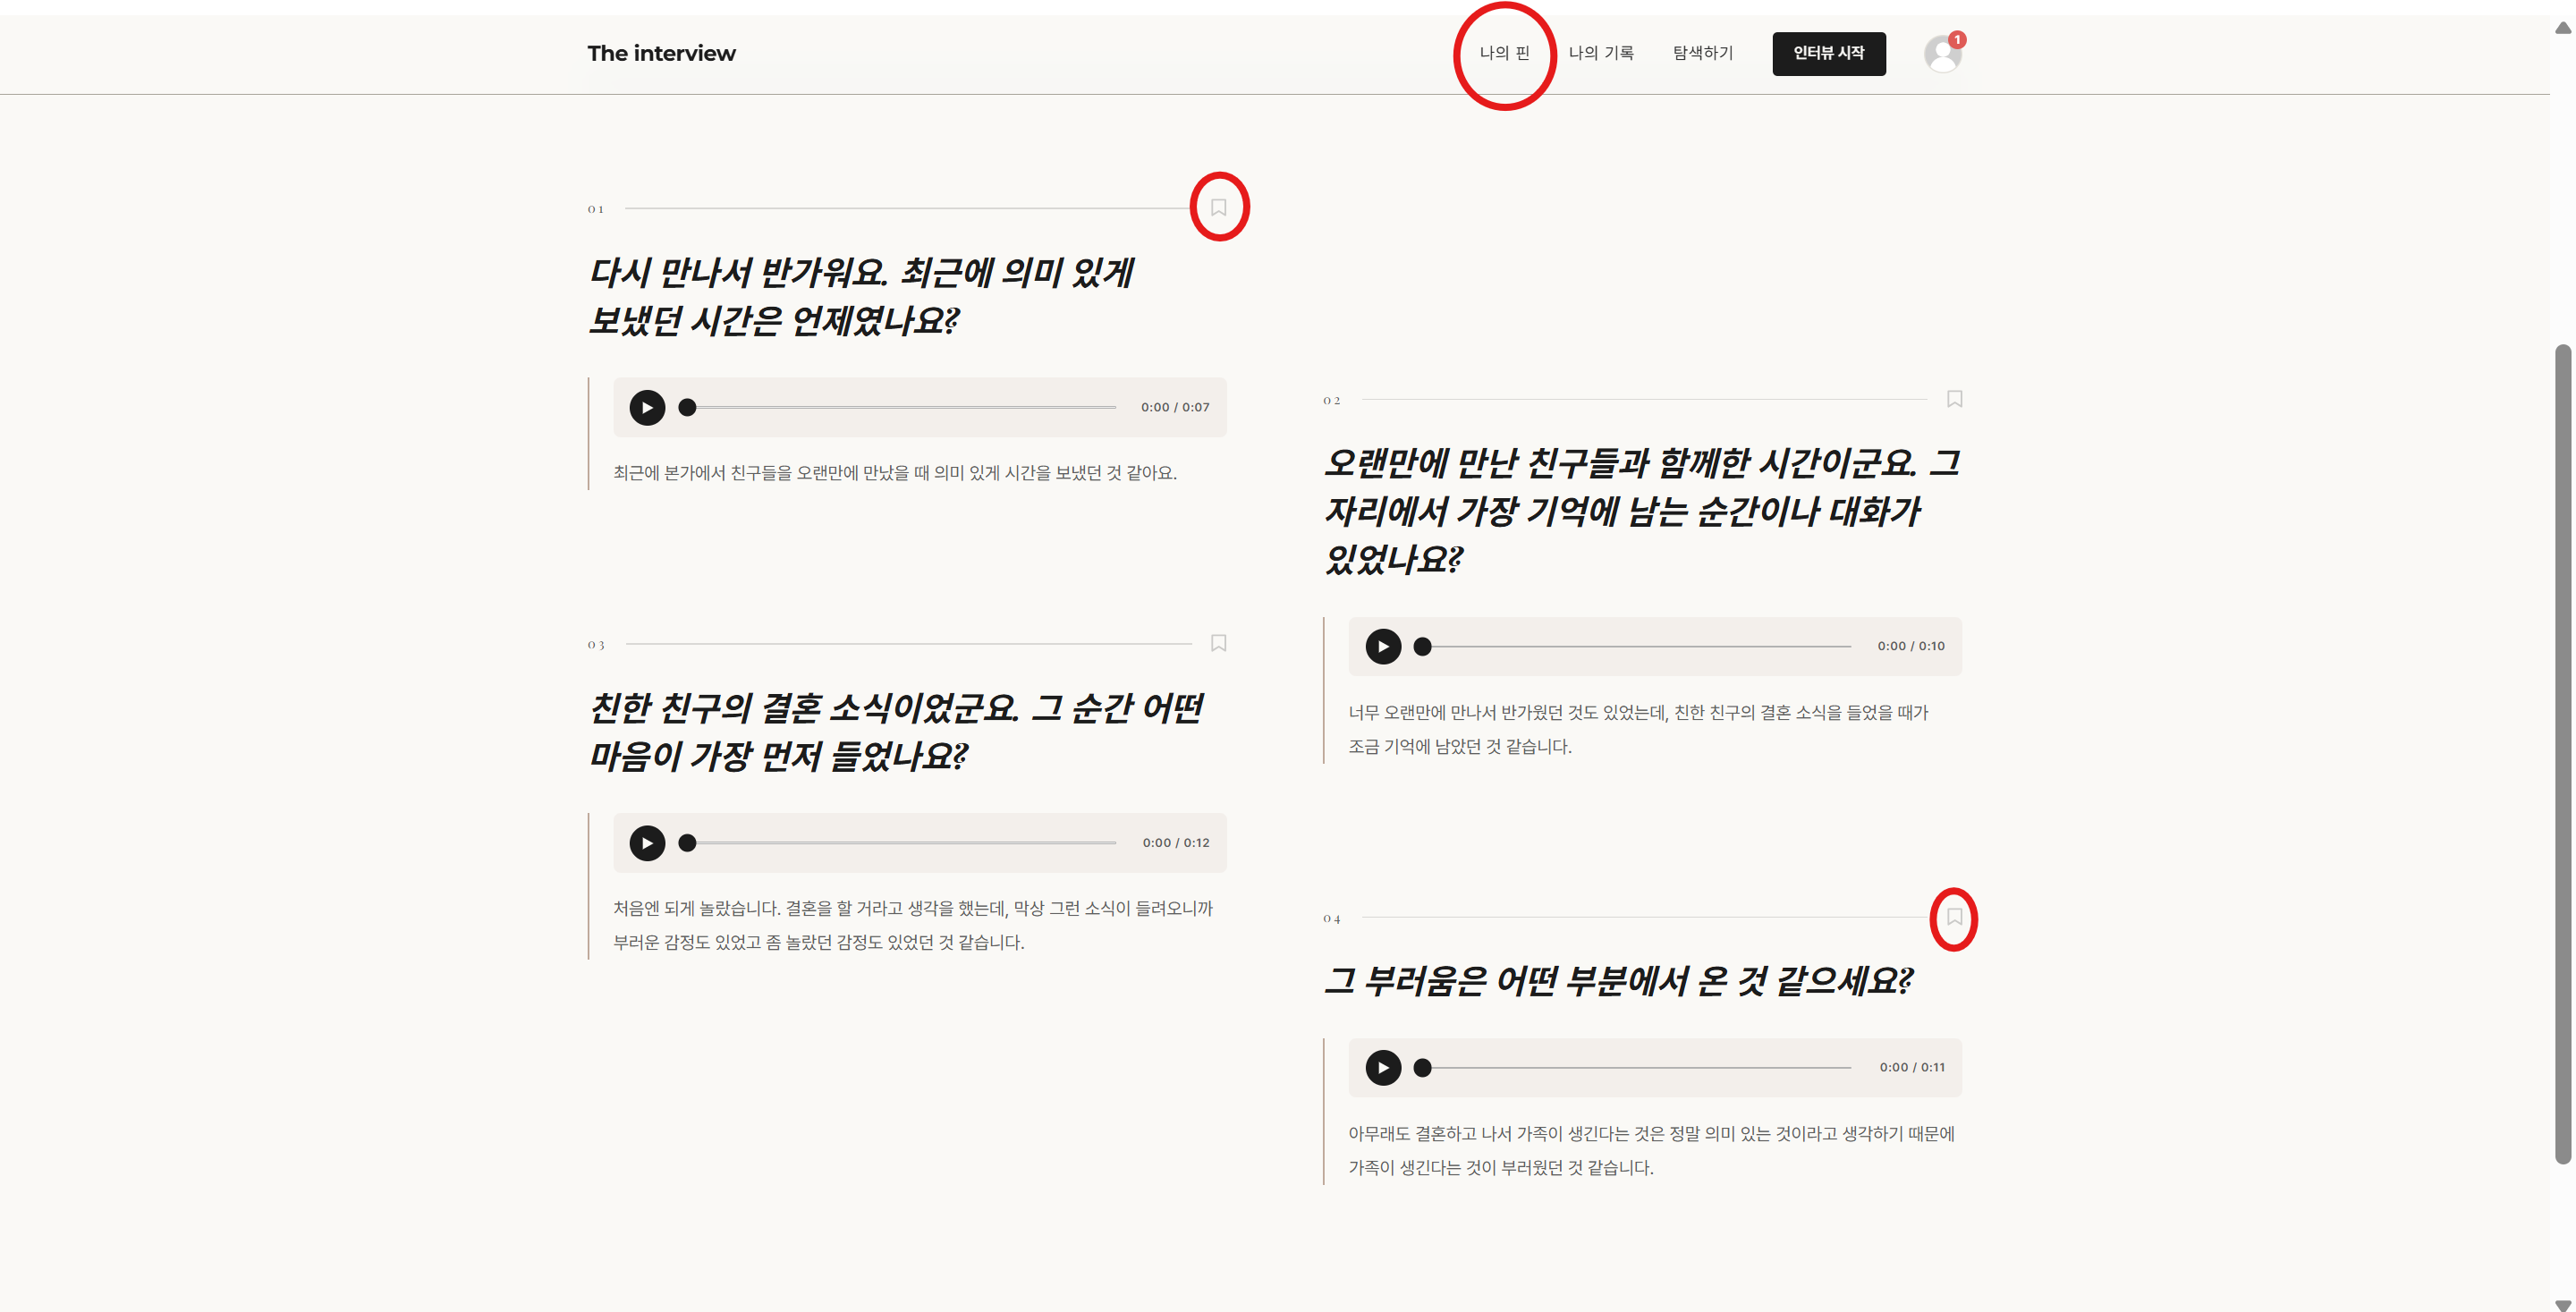 The interview
나의 핀
나의 기록
탐색하기
인터뷰 시작
1
01
다시 만나서 반가워요. 최근에 의미 있게
보냈던 시간은 언제였나요?
0:00 / 0:07
최근에 본가에서 친구들을 오랜만에 만났을 때 의미 있게 시간을 보냈던 것 같아요.
02
오랜만에 만난 친구들과 함께한 시간이군요. 그
자리에서 가장 기억에 남는 순간이나 대화가
있었나요?
0:00 / 0:10
너무 오랜만에 만나서 반가웠던 것도 있었는데, 친한 친구의 결혼 소식을 들었을 때가
조금 기억에 남았던 것 같습니다.
03
친한 친구의 결혼 소식이었군요. 그 순간 어떤
마음이 가장 먼저 들었나요?
0:00 / 0:12
처음엔 되게 놀랐습니다. 결혼을 할 거라고 생각을 했는데, 막상 그런 소식이 들려오니까
부러운 감정도 있었고 좀 놀랐던 감정도 있었던 것 같습니다.
04
그 부러움은 어떤 부분에서 온 것 같으세요?
0:00 / 0:11
아무래도 결혼하고 나서 가족이 생긴다는 것은 정말 의미 있는 것이라고 생각하기 때문에
가족이 생긴다는 것이 부러웠던 것 같습니다.